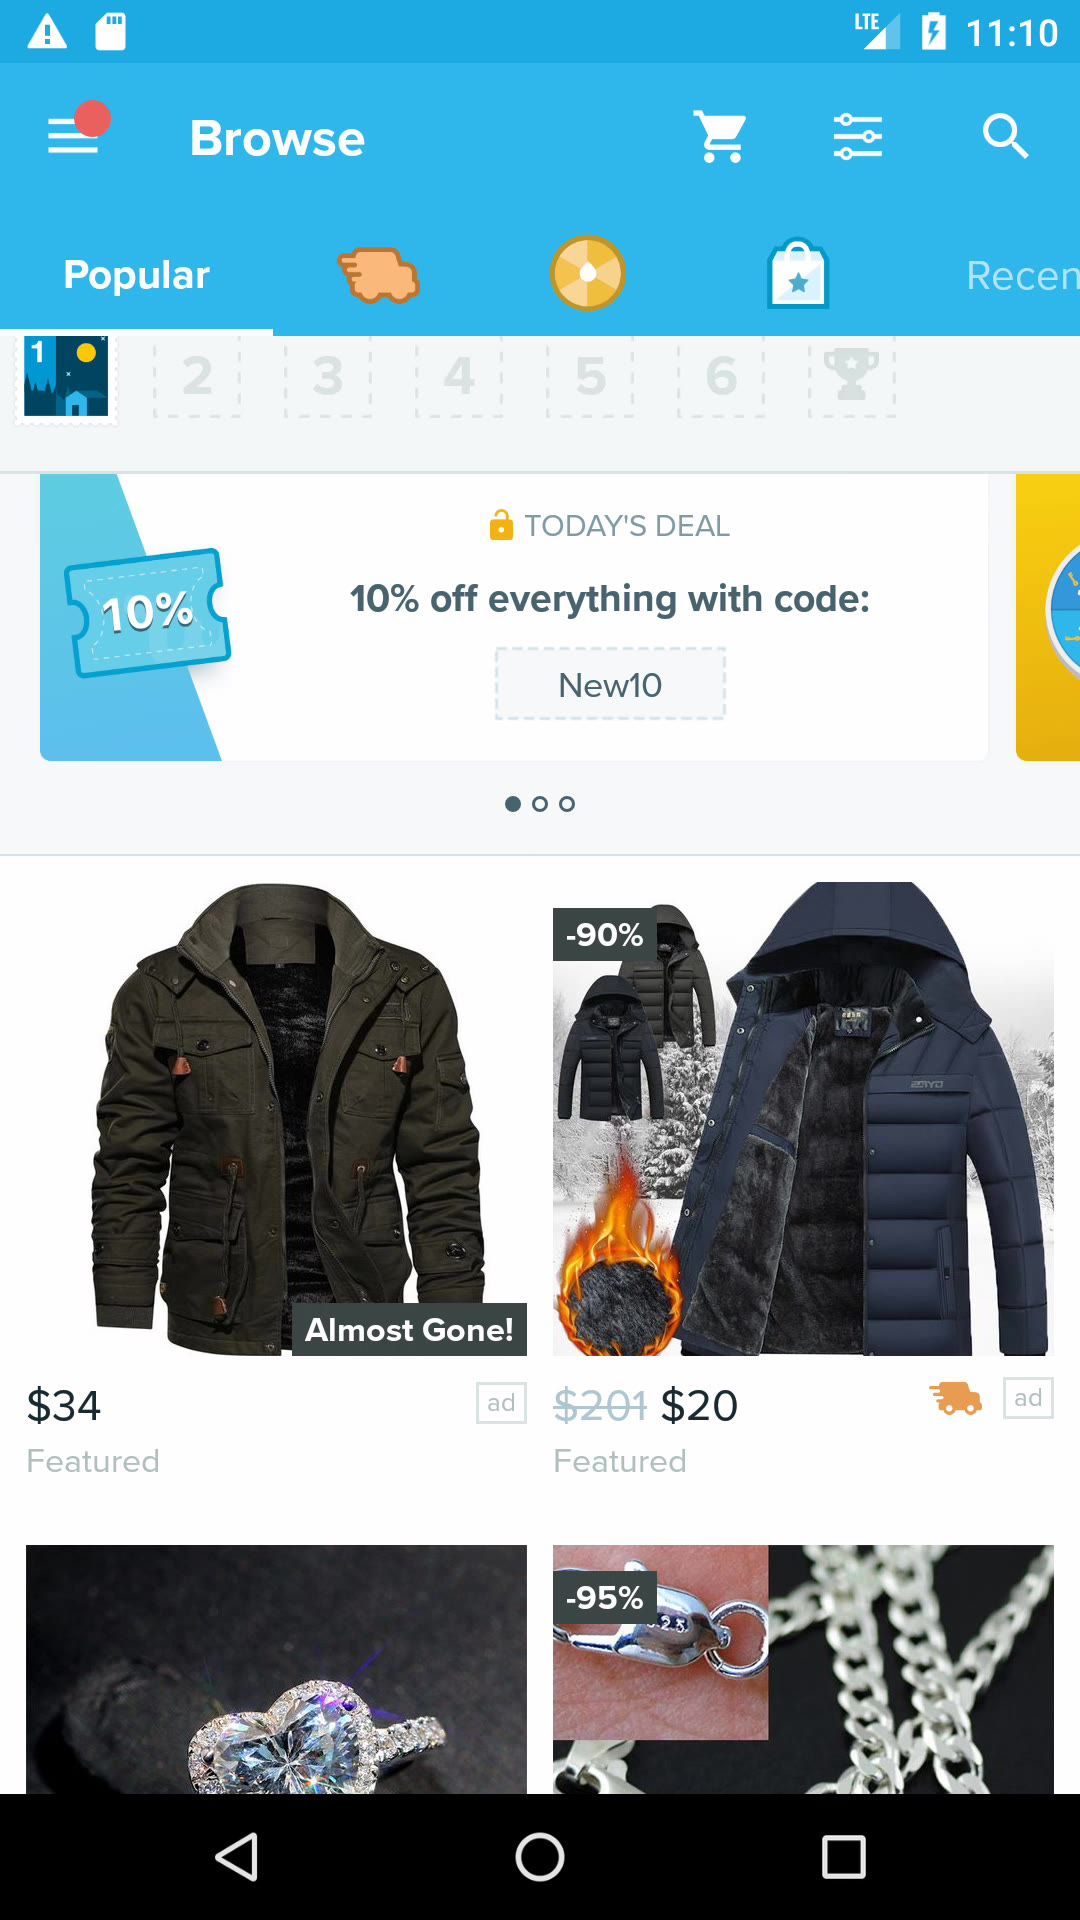 LTE 11:10
Browse
Popular
Recen
1 2 3 4 5 6
TODAY'S DEAL
10%
10% off everything with code:
New10
-90%
Almost Gone!
$34 ad
$201 $20 ad
Featured
Featured
-95%